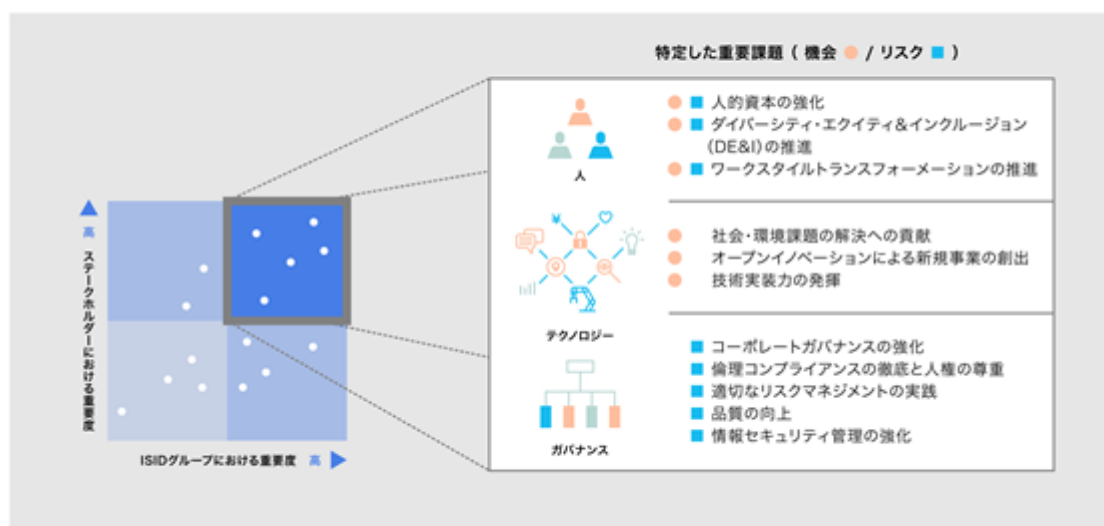 特定した重要課題 ( 機会 ● / リスク ■ )
人的資本の強化
ダイバーシティ・エクイティ&インクルージョン
(DE&I)の推進
ワークスタイルトランスフォーメーションの推進
人
社会・環境課題の解決への貢献
オープンイノベーションによる新規事業の創出
技術実装力の発揮
テクノロジー
コーポレートガバナンスの強化
倫理コンプライアンスの徹底と人権の尊重
適切なリスクマネジメントの実践
品質の向上
情報セキュリティ管理の強化
ガバナンス
高
ステークホルダーにおける重要度
ISIDグループにおける重要度 高